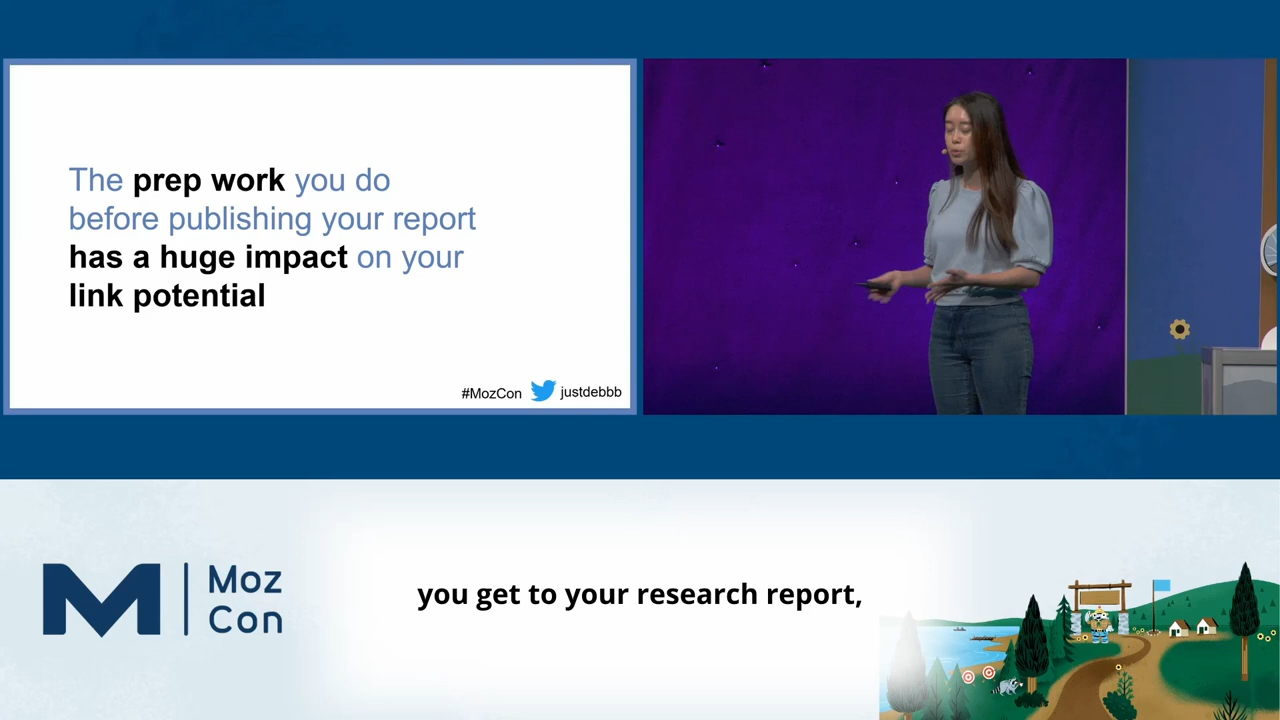 The prep work you do
before publishing your report
has a huge impact on your
link potential
#MozCon justdebbb
Moz
Con
you get to your research report,